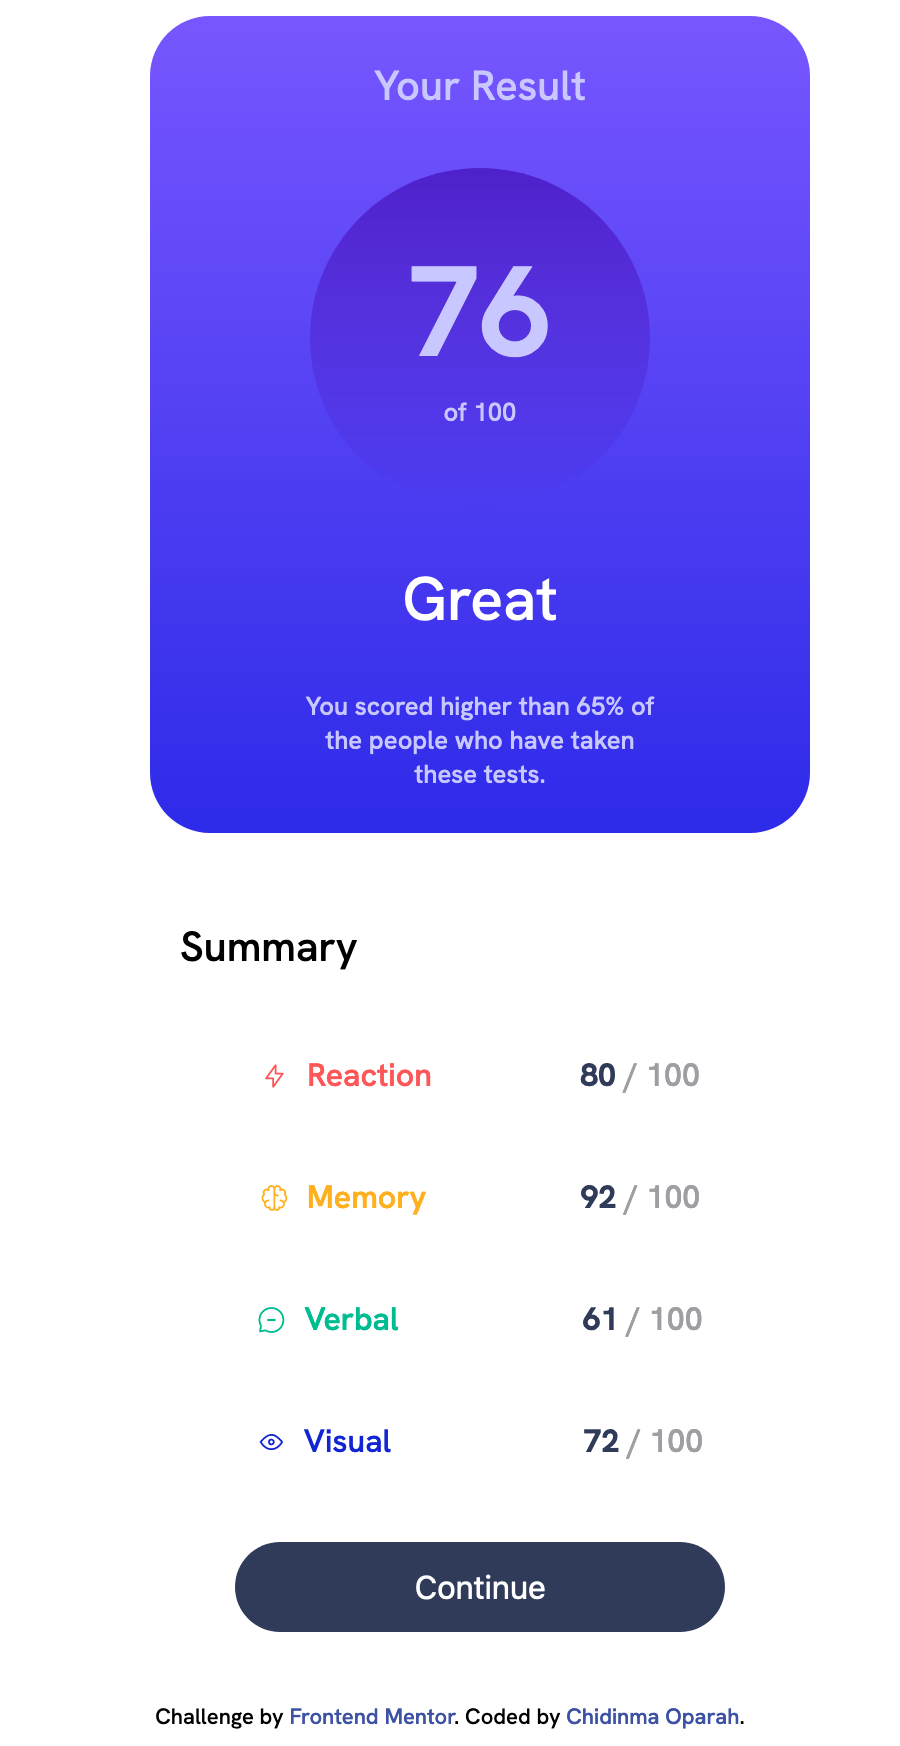 Your Result
76
of 100
Great
You scored higher than 65% of
the people who have taken
these tests.
Summary
Reaction 80 / 100
Memory 92 / 100
Verbal 61 / 100
Visual 72 / 100
Continue
Challenge by Frontend Mentor. Coded by Chidinma Oparah.